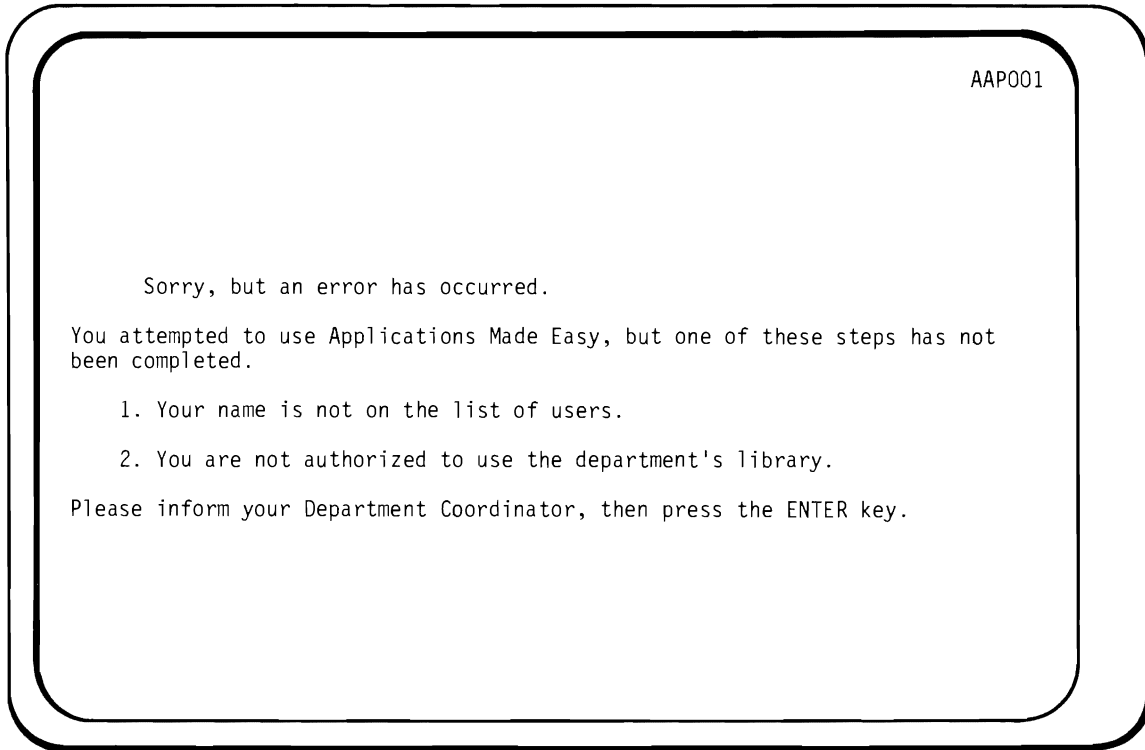 AAP001
Sorry, but an error has occurred.
You attempted to use Applications Made Easy, but one of these steps has not
been completed.
1. Your name is not on the list of users.
2. You are not authorized to use the department's library.
Please inform your Department Coordinator, then press the ENTER key.